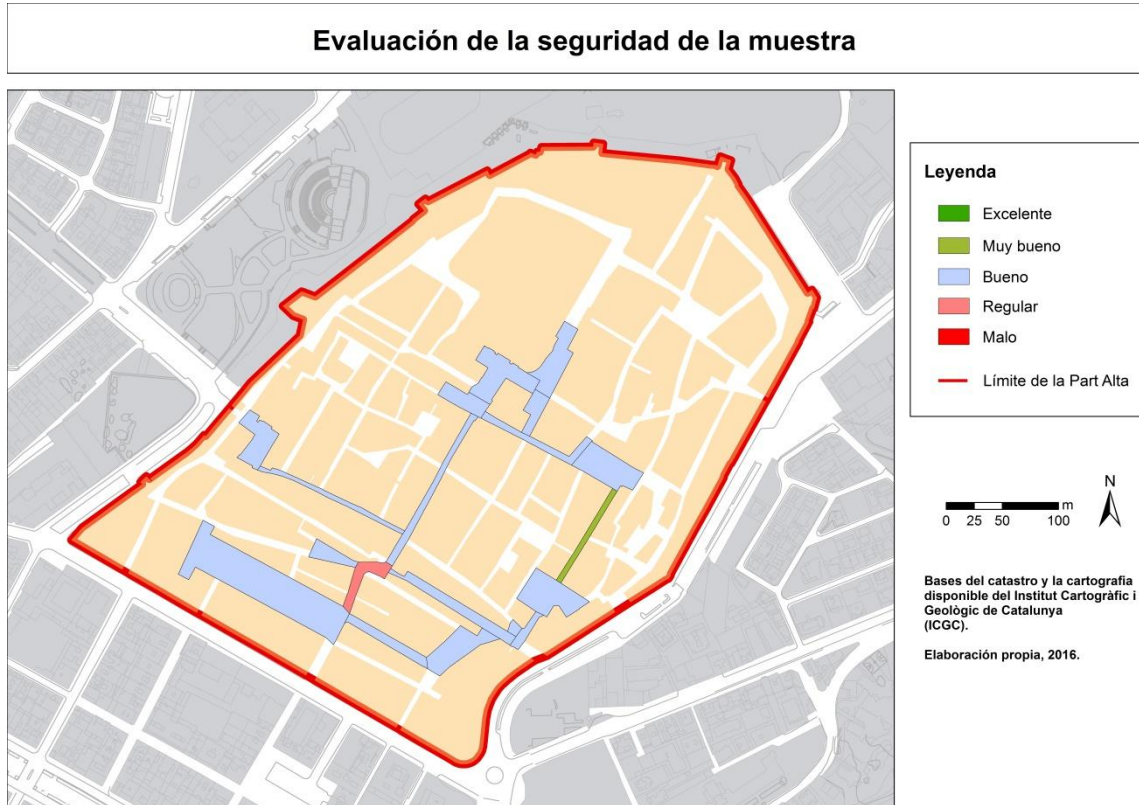 Evaluación de la seguridad de la muestra
Leyenda
Excelente
Muy bueno
Bueno
Regular
Malo
Límite de la Part Alta
N
m
0 25 50 100
Bases del catastro y la cartografia
disponible del Institut Cartogràfic i
Geològic de Catalunya
(ICGC).
Elaboración propia, 2016.